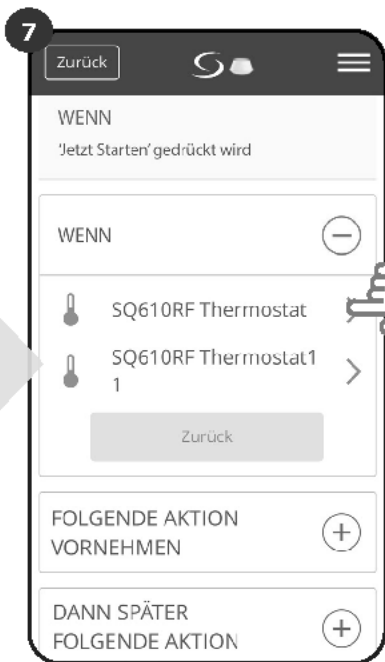 7
Zurück
WENN
'Jetzt Starten' gedrückt wird
WENN
SQ610RF Thermostat
SQ610RF Thermostat1
1
Zurück
FOLGENDE AKTION
VORNEHMEN
DANN SPÄTER
FOLGENDE AKTION